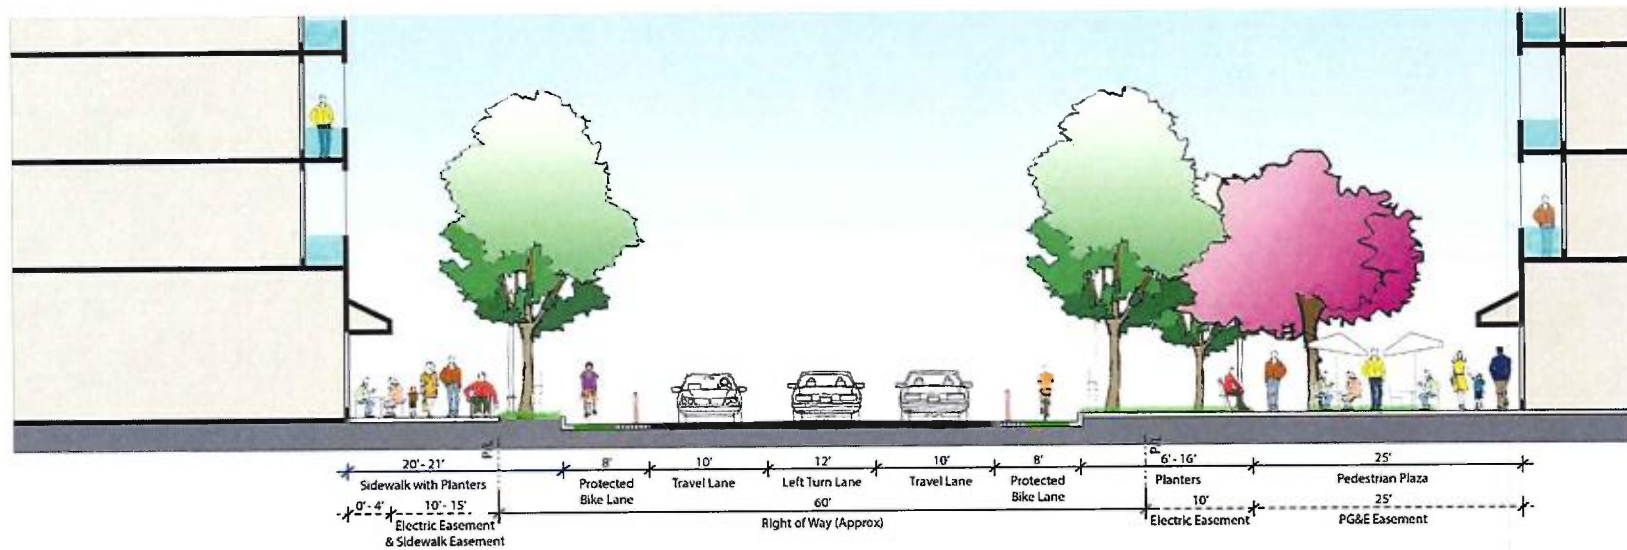 P/L
P/L
20' - 21'
8'
10'
12'
10'
8'
6' - 16'
25'
Sidewalk with Planters
Protected
Bike Lane
Travel Lane
Left Turn Lane
Travel Lane
Protected
Bike Lane
Planters
Pedestrian Plaza
0' - 4'
10' - 15'
60'
10'
25'
Electric Easement
& Sidewalk Easement
Right of Way (Approx)
Electric Easement
PG&E Easement